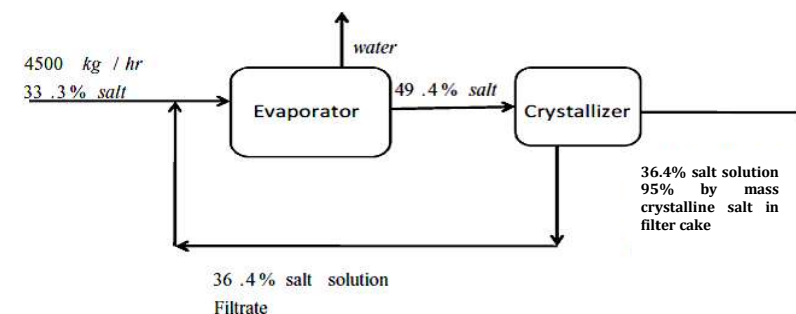 4500 kg / hr
33 .3% salt
water
Evaporator
49 .4% salt
Crystallizer
36.4% salt solution
95% by mass
crystalline salt in
filter cake
36 .4% salt solution
Filtrate